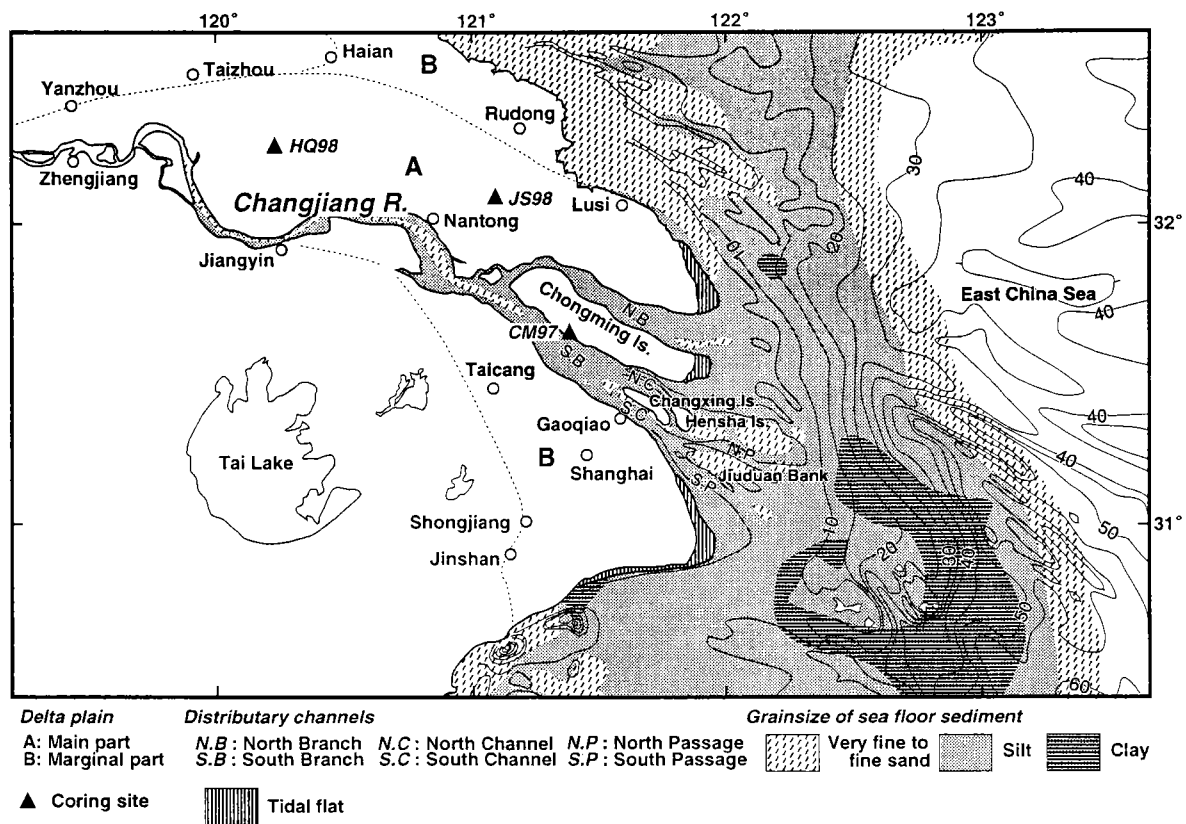 120° 121° 122° 123°
Haian
B
Taizhou
Yanzhou
Rudong
HQ98
30
40
A
Zhengjiang
JS98
Changjiang R.
Nantong
Lusi
32°
Jiangyin
10
20
East China Sea
40
40
N.B
Chongming Is.
CM97
S.B
Taicang
N.C
Changxing Is.
S.C
Hensha Is.
40
Gaoqiao
40
Tai Lake
B
Shanghai
N.P
Jiuduan Bank
S.P
50
Shongjiang
31°
10
Jinshan
20
30
40
50
60
Delta plain
A: Main part
B: Marginal part
Distributary channels
N.B : North Branch N.C : North Channel N.P : North Passage
S.B : South Branch S.C : South Channel S.P : South Passage
Grainsize of sea floor sediment
Very fine to
fine sand
Silt
Clay
▲ Coring site
Tidal flat